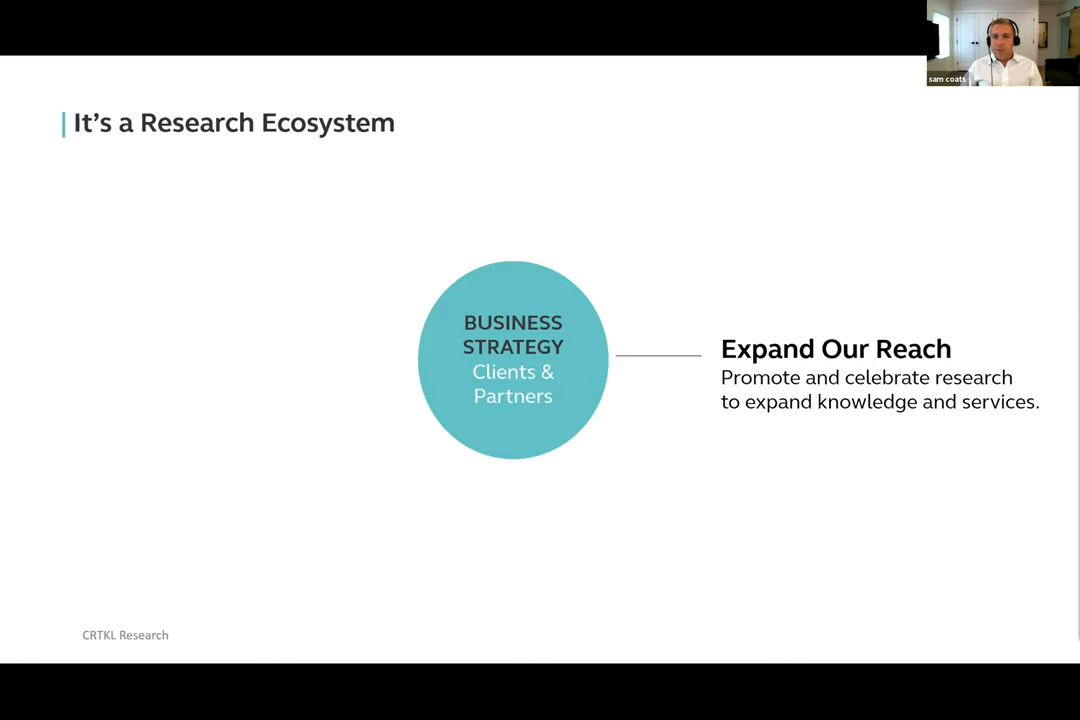 sam coats
It’s a Research Ecosystem
BUSINESS
STRATEGY
Clients &
Partners
Expand Our Reach
Promote and celebrate research
to expand knowledge and services.
CRTKL Research